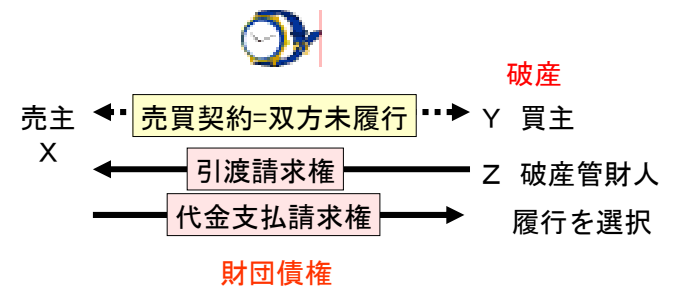 破産
売主
X
売買契約=双方未履行
Y 買主
引渡請求権
Z 破産管財人
代金支払請求権
履行を選択
財団債権